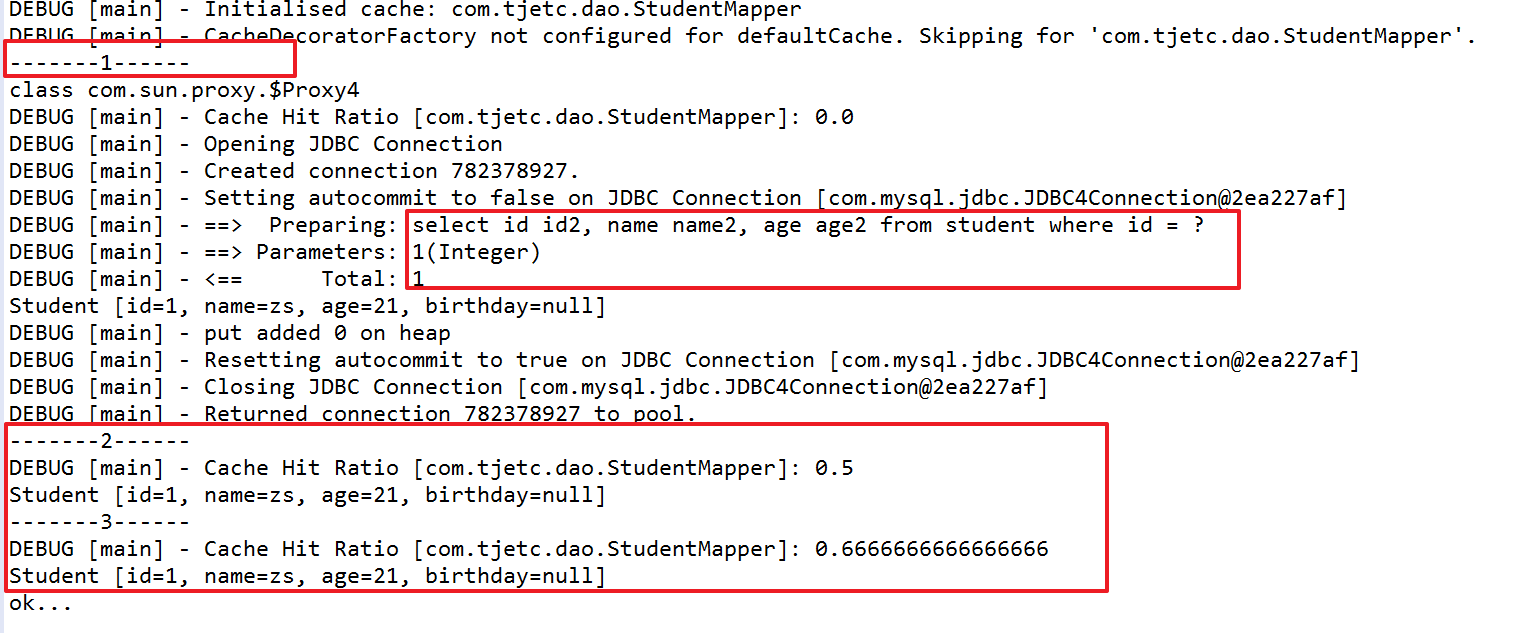 DEBUG [main] - Initialised cache: com.tjetc.dao.StudentMapper
DEBUG [main] - CacheDecoratorFactory not configured for defaultCache. Skipping for 'com.tjetc.dao.StudentMapper'.
-------1------
class com.sun.proxy.$Proxy4
DEBUG [main] - Cache Hit Ratio [com.tjetc.dao.StudentMapper]: 0.0
DEBUG [main] - Opening JDBC Connection
DEBUG [main] - Created connection 782378927.
DEBUG [main] - Setting autocommit to false on JDBC Connection [com.mysql.jdbc.JDBC4Connection@2ea227af]
DEBUG [main] - ==>  Preparing: select id id2, name name2, age age2 from student where id = ?
DEBUG [main] - ==> Parameters: 1(Integer)
DEBUG [main] - <==      Total: 1
Student [id=1, name=zs, age=21, birthday=null]
DEBUG [main] - put added 0 on heap
DEBUG [main] - Resetting autocommit to true on JDBC Connection [com.mysql.jdbc.JDBC4Connection@2ea227af]
DEBUG [main] - Closing JDBC Connection [com.mysql.jdbc.JDBC4Connection@2ea227af]
DEBUG [main] - Returned connection 782378927 to pool.
-------2------
DEBUG [main] - Cache Hit Ratio [com.tjetc.dao.StudentMapper]: 0.5
Student [id=1, name=zs, age=21, birthday=null]
-------3------
DEBUG [main] - Cache Hit Ratio [com.tjetc.dao.StudentMapper]: 0.6666666666666666
Student [id=1, name=zs, age=21, birthday=null]
ok...